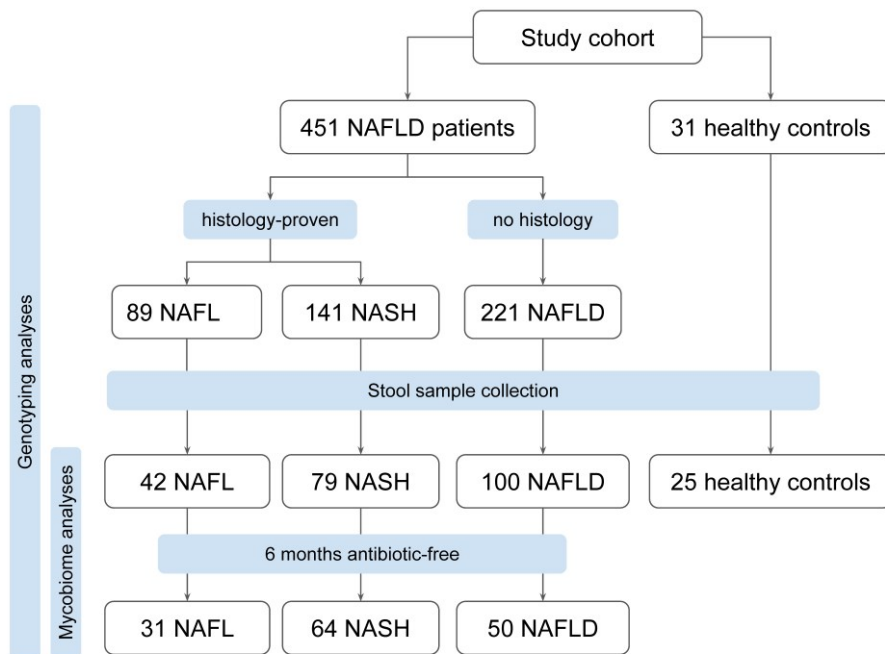 Study cohort
451 NAFLD patients
31 healthy controls
histology-proven
no histology
89 NAFL
141 NASH
221 NAFLD
Stool sample collection
42 NAFL
79 NASH
100 NAFLD
25 healthy controls
6 months antibiotic-free
31 NAFL
64 NASH
50 NAFLD
Genotyping analyses
Mycobiome analyses